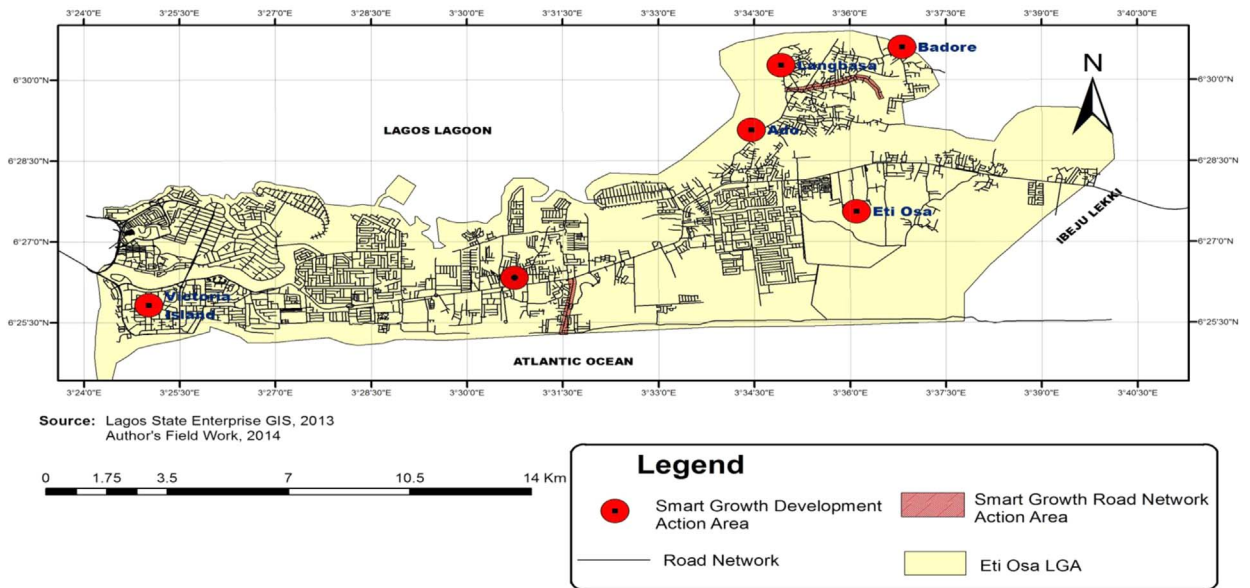 3°24'0"E 3°25'30"E 3°27'0"E 3°28'30"E 3°30'0"E 3°31'30"E 3°33'0"E 3°34'30"E 3°36'0"E 3°37'30"E 3°39'0"E 3°40'30"E
Badore
Langbasa
N
6°30'0"N 6°30'0"N
LAGOS LAGOON
Ado
6°28'30"N 6°28'30"N
IBEJU LEKKI
Eti Osa
6°27'0"N 6°27'0"N
Victoria
Island
6°25'30"N 6°25'30"N
ATLANTIC OCEAN
3°24'0"E 3°25'30"E 3°27'0"E 3°28'30"E 3°30'0"E 3°31'30"E 3°33'0"E 3°34'30"E 3°36'0"E 3°37'30"E 3°39'0"E 3°40'30"E
Source: Lagos State Enterprise GIS, 2013
Author's Field Work, 2014
0 1.75 3.5 7 10.5 14 Km
Legend
Smart Growth Development
Action Area
Smart Growth Road Network
Action Area
Road Network
Eti Osa LGA